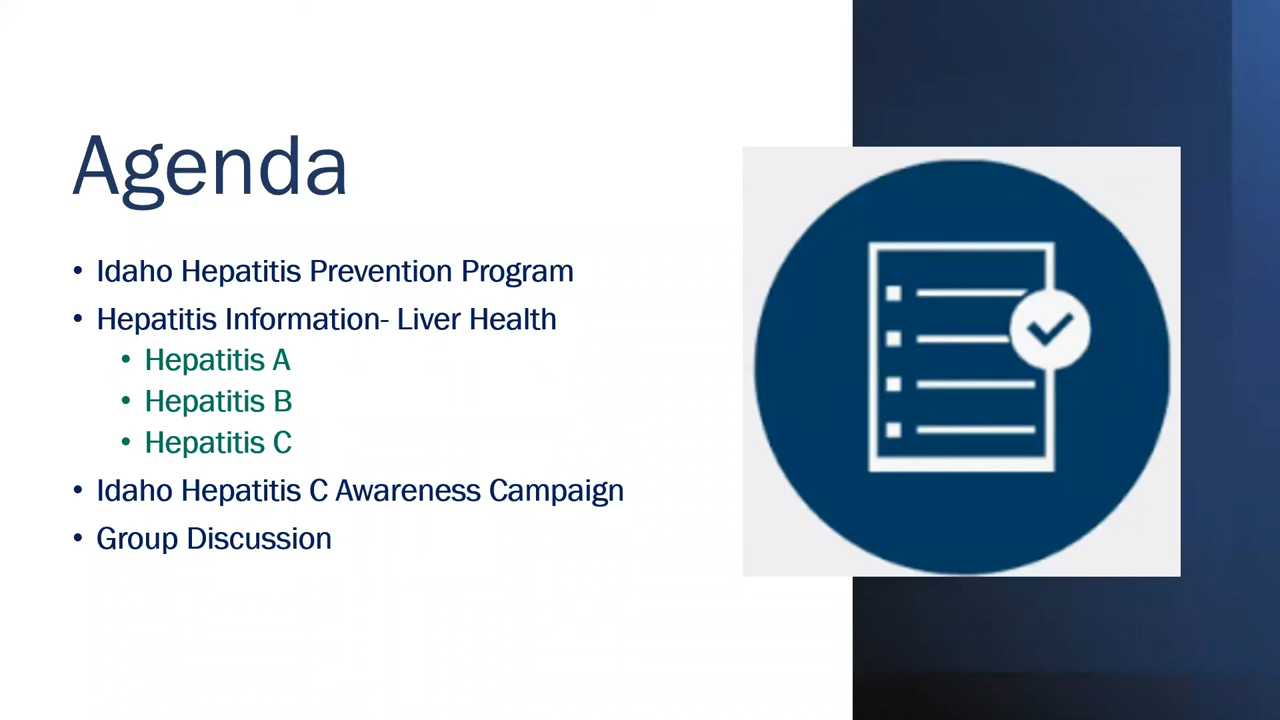 Agenda
• Idaho Hepatitis Prevention Program
• Hepatitis Information- Liver Health
• Hepatitis A
• Hepatitis B
• Hepatitis C
• Idaho Hepatitis C Awareness Campaign
• Group Discussion